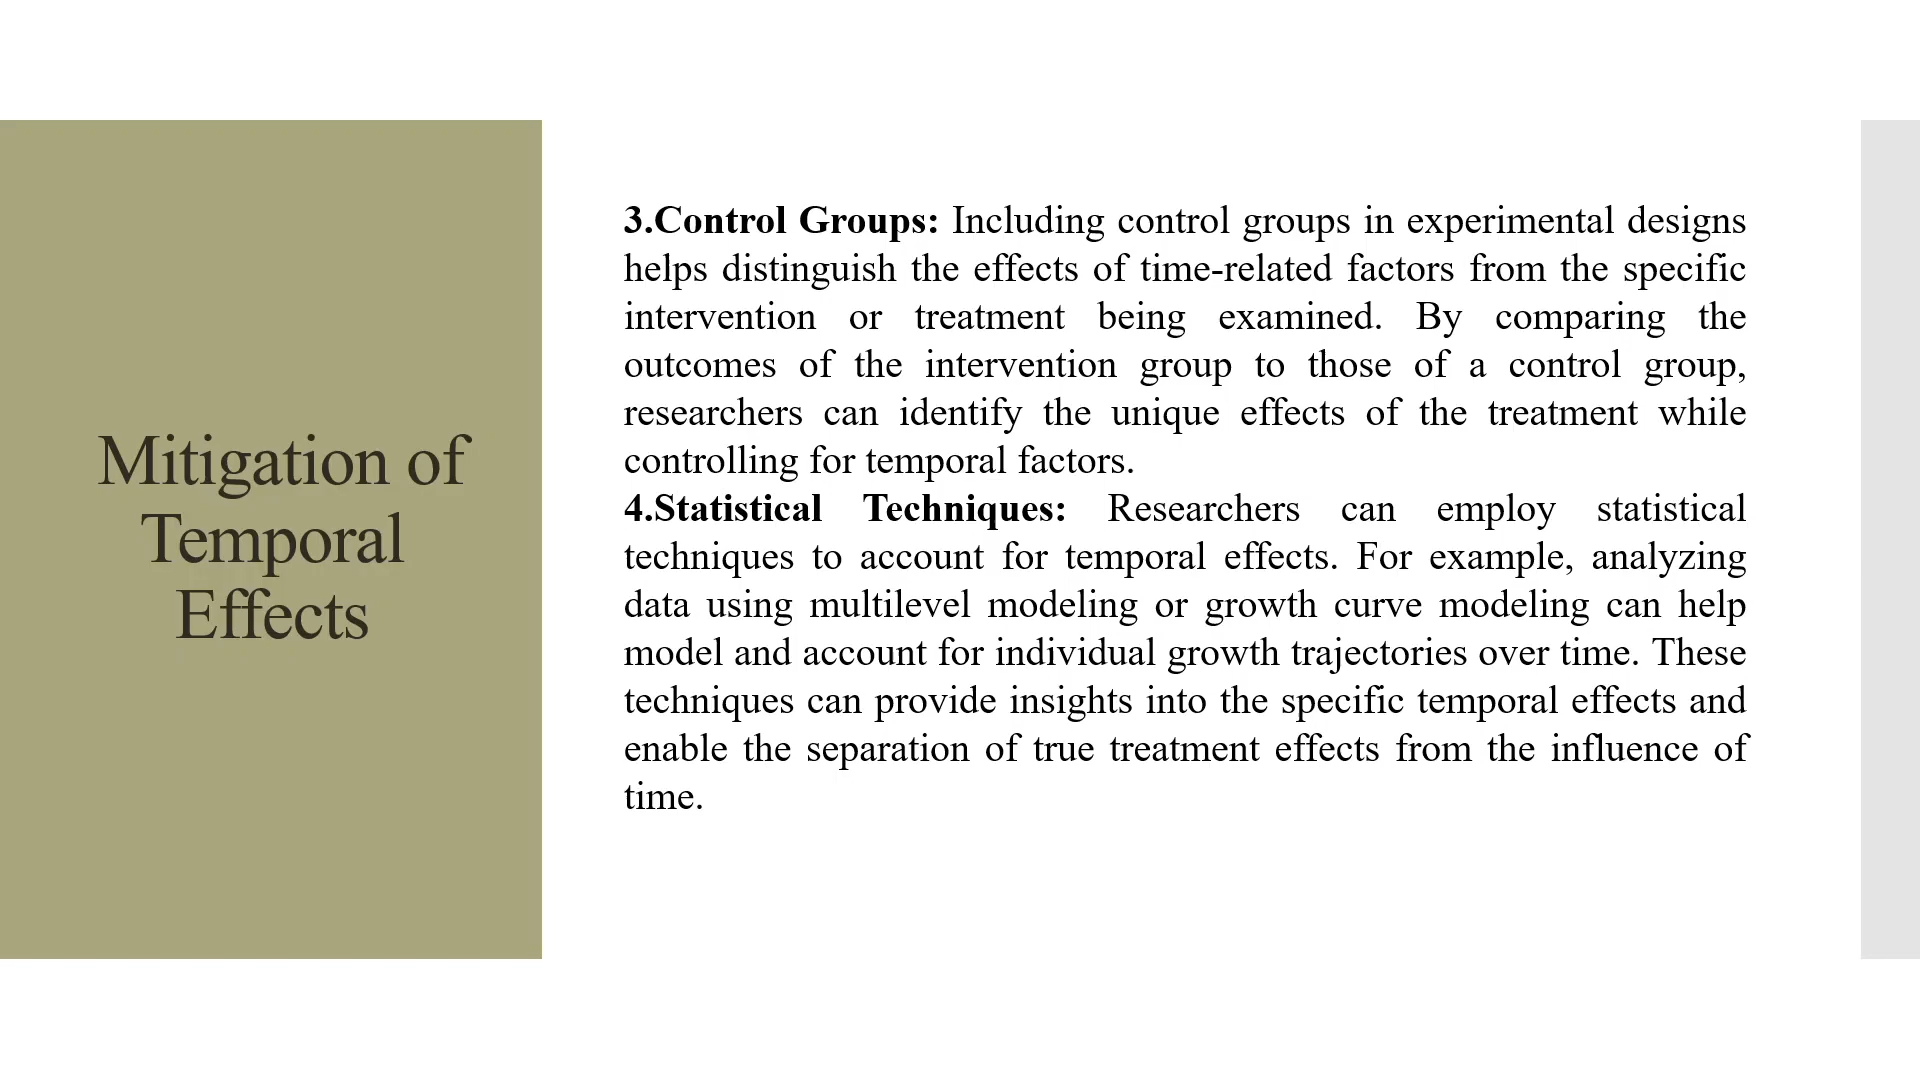 Mitigation of
Temporal
Effects
3.Control Groups: Including control groups in experimental designs
helps distinguish the effects of time-related factors from the specific
intervention or treatment being examined. By comparing the
outcomes of the intervention group to those of a control group,
researchers can identify the unique effects of the treatment while
controlling for temporal factors.
4.Statistical Techniques: Researchers can employ statistical
techniques to account for temporal effects. For example, analyzing
data using multilevel modeling or growth curve modeling can help
model and account for individual growth trajectories over time. These
techniques can provide insights into the specific temporal effects and
enable the separation of true treatment effects from the influence of
time.